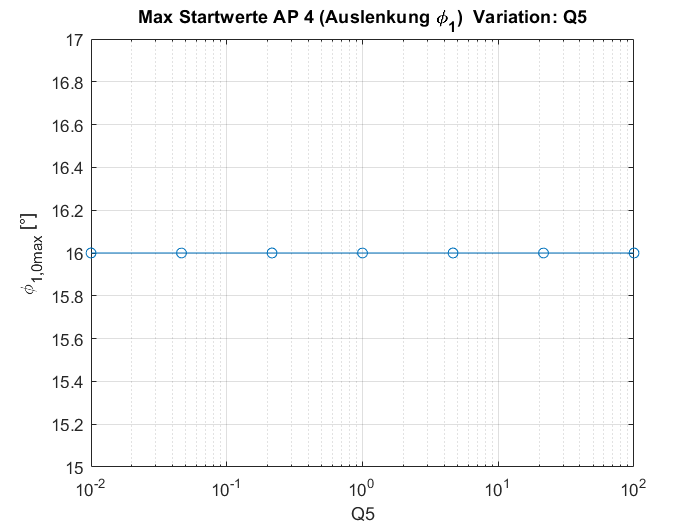 Max Startwerte AP 4 (Auslenkung ϕ₁)  Variation: Q5
17
16.8
16.6
16.4
16.2
16
15.8
15.6
15.4
15.2
15
ϕ1,0max [°]
10⁻² 10⁻¹ 10⁰ 10¹ 10²
Q5